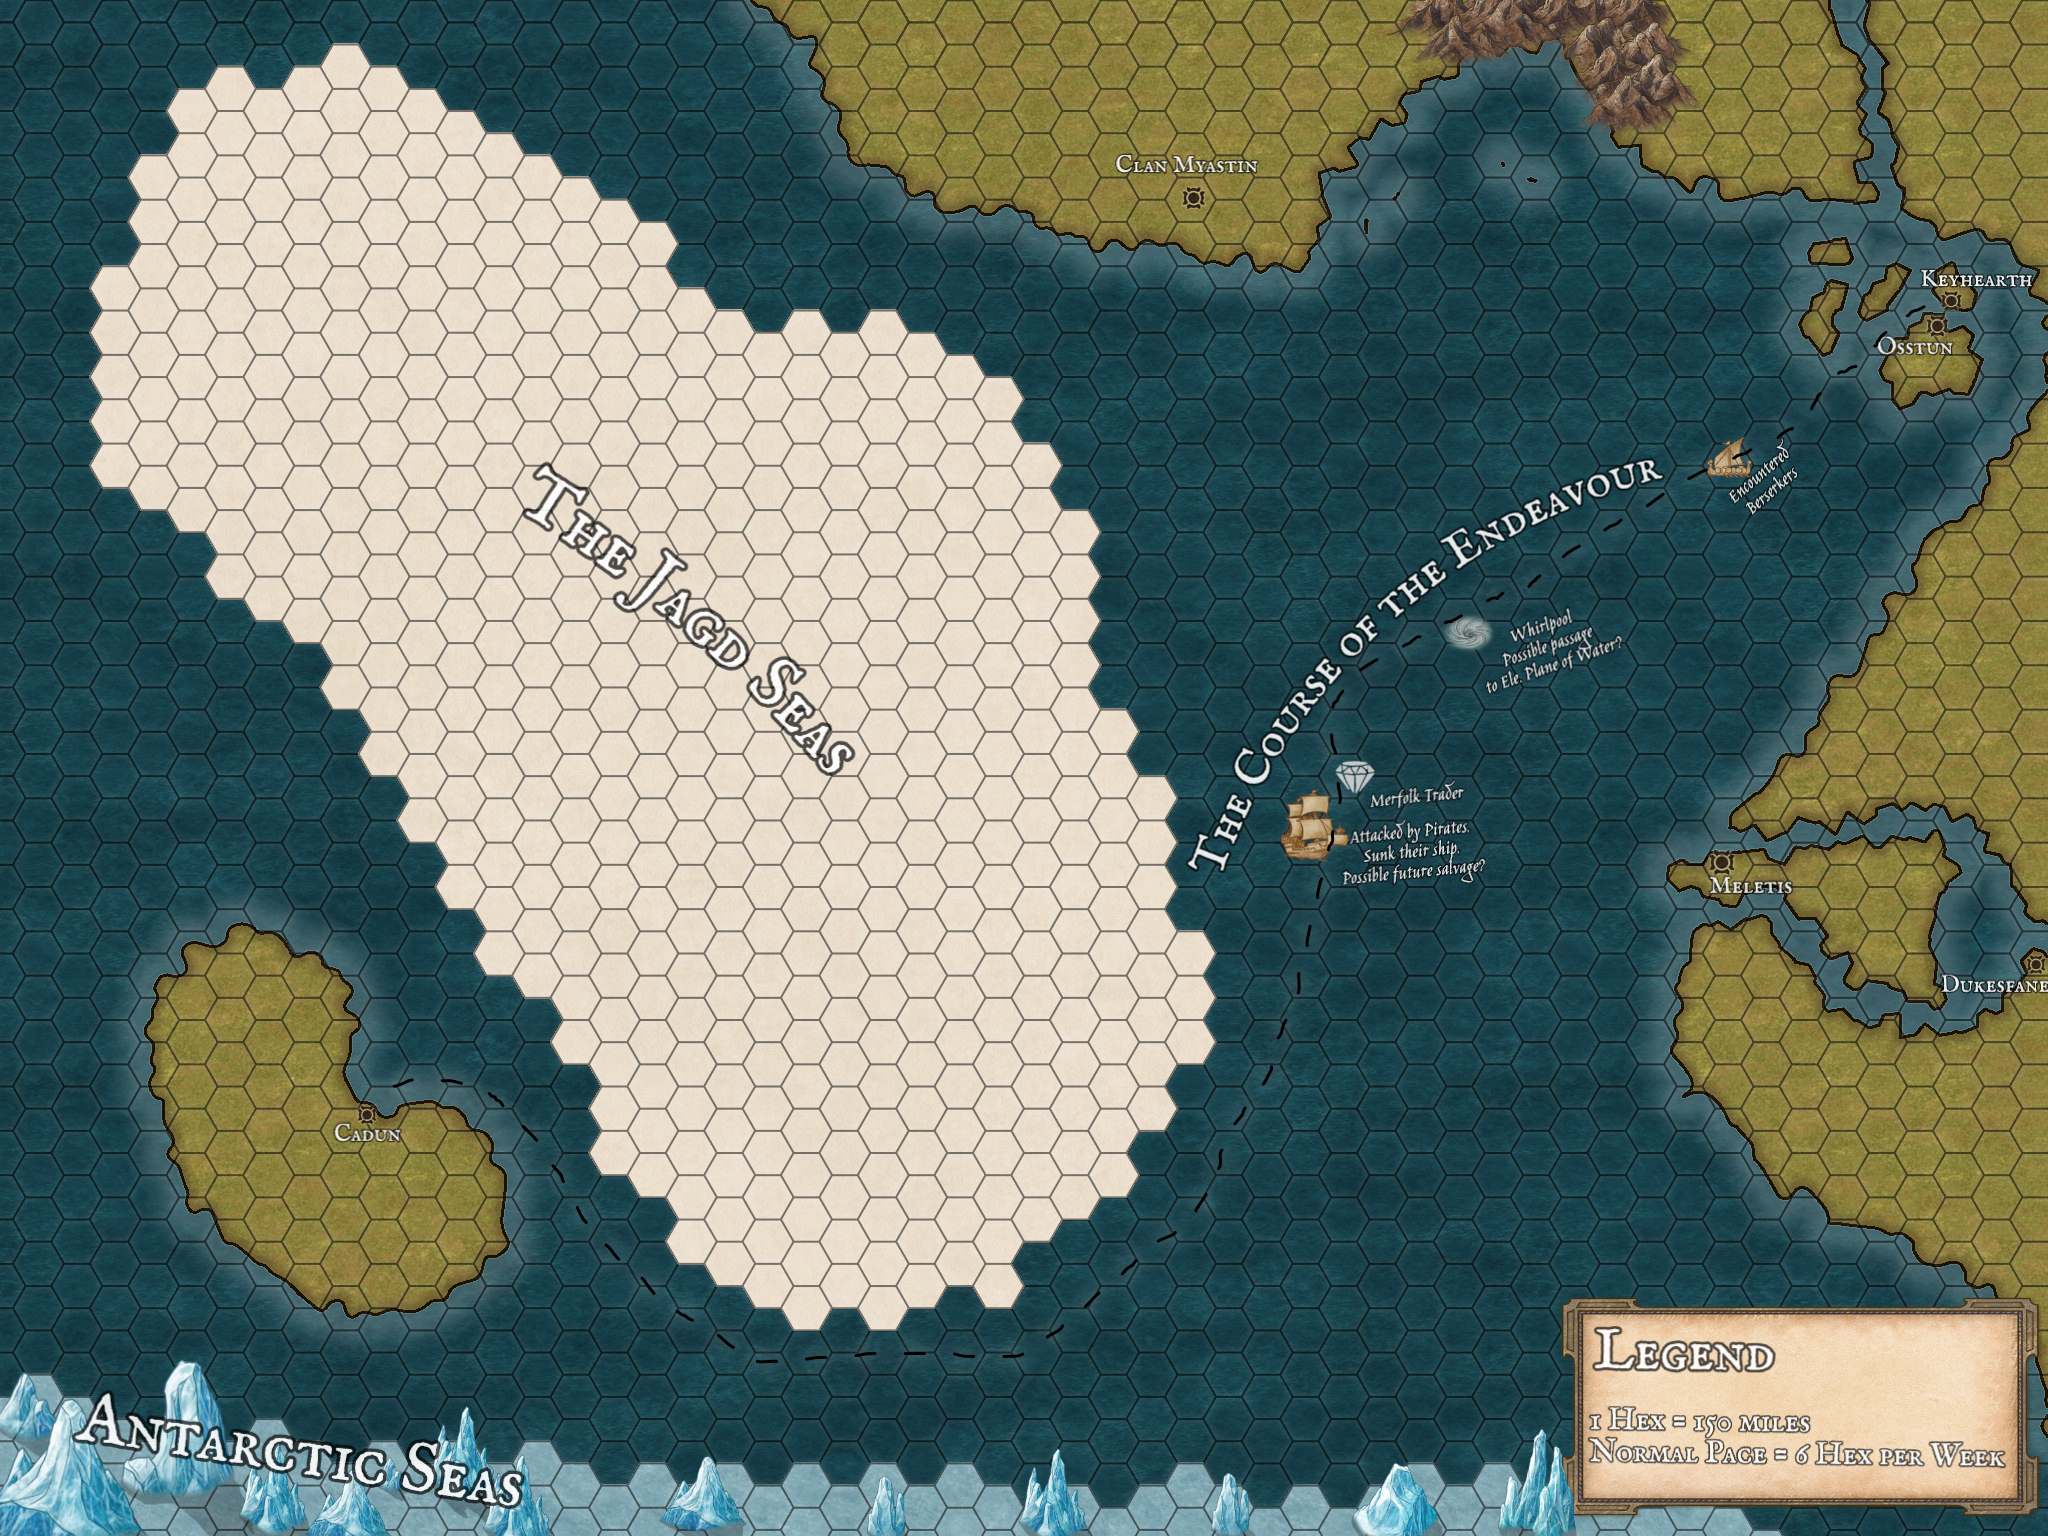 Clan Myastin
Keyhearth
Osstun
The Jagd Seas
The Course of the Endeavour
Encountered
Berserkers
Whirlpool
Possible passage
to Ele. Plane of Water?
Merfolk Trader
Attacked by Pirates.
Sunk their ship.
Possible future salvage?
Meletis
Dukesfane
Cadun
Antarctic Seas
Legend
1 Hex = 150 miles
Normal Pace = 6 Hex per Week